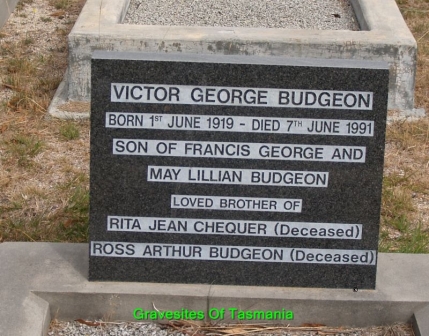 VICTOR GEORGE BUDGEON
BORN 1ST JUNE 1919 - DIED 7TH JUNE 1991
SON OF FRANCIS GEORGE AND
MAY LILLIAN BUDGEON
LOVED BROTHER OF
RITA JEAN CHEQUER (Deceased)
ROSS ARTHUR BUDGEON (Deceased)
Gravesites Of Tasmania